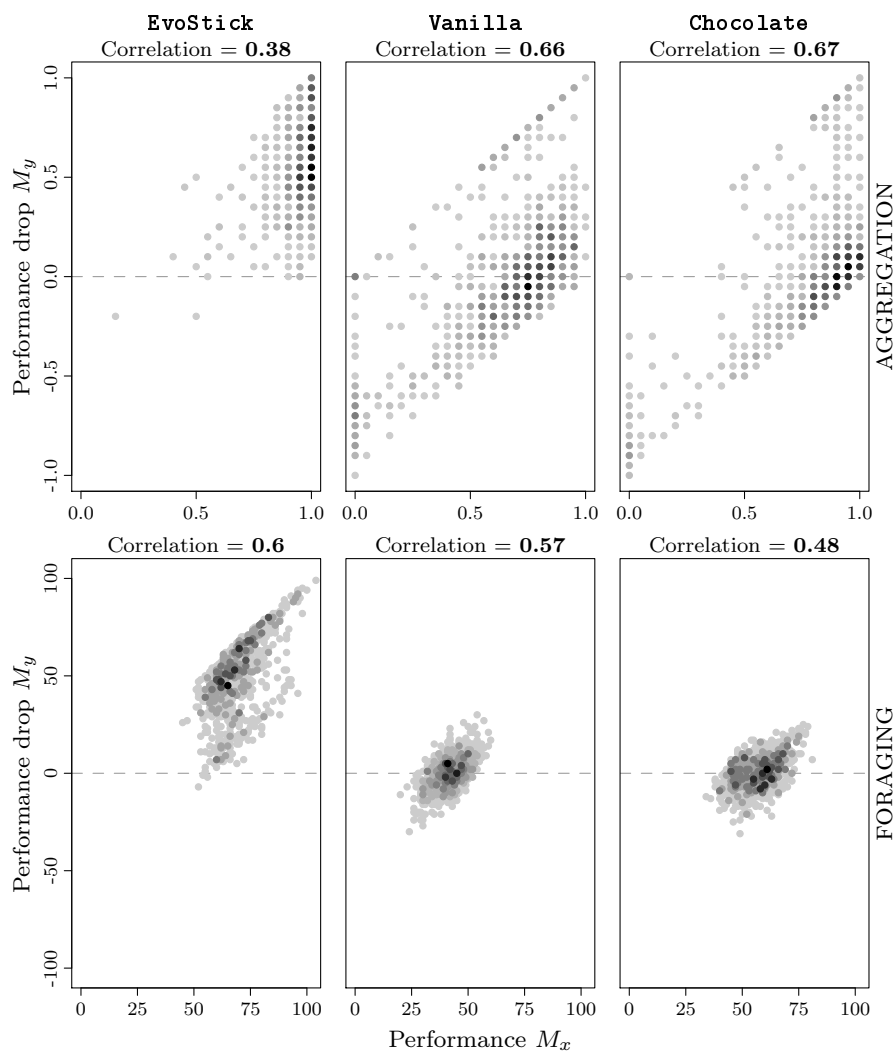 EvoStick Vanilla Chocolate
Correlation = 0.38 Correlation = 0.66 Correlation = 0.67
Performance drop My
1.0
0.5
0.0
-0.5
-1.0
AGGREGATION
0.0 0.5 1.0 0.0 0.5 1.0 0.0 0.5 1.0
Correlation = 0.6 Correlation = 0.57 Correlation = 0.48
Performance drop My
100
50
0
-50
-100
FORAGING
0 25 50 75 100 0 25 50 75 100 0 25 50 75 100
Performance Mx